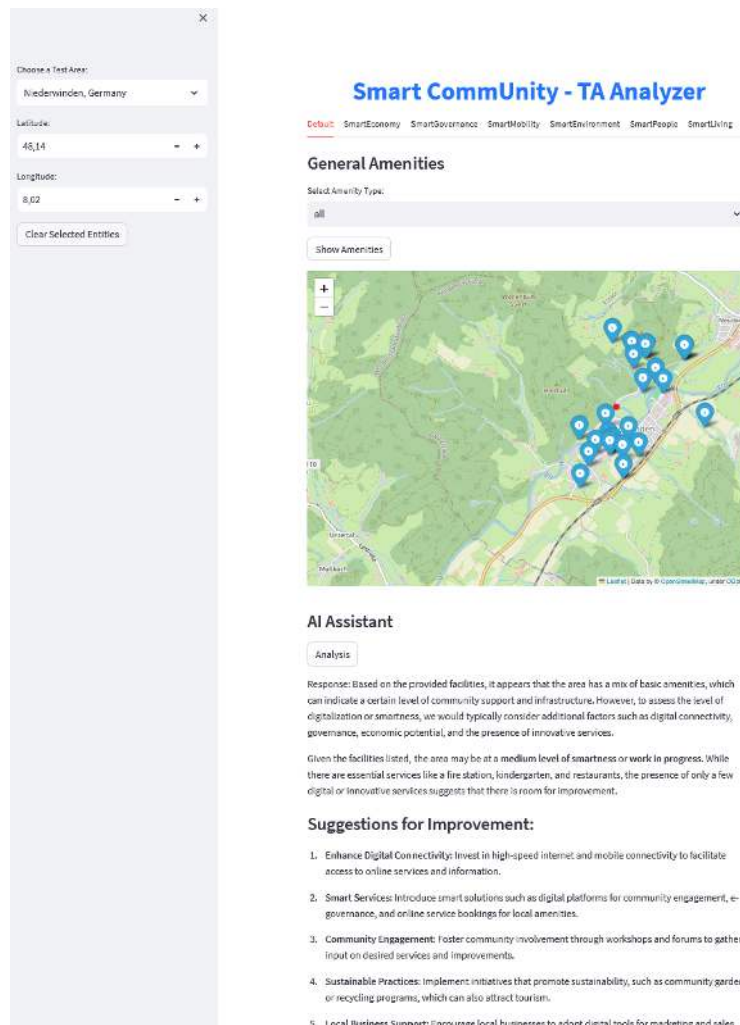 ×
Choose a Test Area:
Niederwinden, Germany
Latitude:
48,14
- +
Longitude:
8,02
- +
Clear Selected Entities
Smart CommUnity - TA Analyzer
Default SmartEconomy SmartGovernance SmartMobility SmartEnvironment SmartPeople SmartLiving
General Amenities
Select Amenity Type:
all
Show Amenities
+
−
AI Assistant
Analysis
Response: Based on the provided facilities, it appears that the area has a mix of basic amenities, which
can indicate a certain level of community support and infrastructure. However, to assess the level of
digitalization or smartness, we would typically consider additional factors such as digital connectivity,
governance, economic potential, and the presence of innovative services.
Given the facilities listed, the area may be at a medium level of smartness or work in progress. While
there are essential services like a fire station, kindergarten, and restaurants, the presence of only a few
digital or innovative services suggests that there is room for improvement.
Suggestions for Improvement:
1. Enhance Digital Connectivity: Invest in high-speed internet and mobile connectivity to facilitate
access to online services and information.
2. Smart Services: Introduce smart solutions such as digital platforms for community engagement, e-
governance, and online service bookings for local amenities.
3. Community Engagement: Foster community involvement through workshops and forums to gather
input on desired services and improvements.
4. Sustainable Practices: Implement initiatives that promote sustainability, such as community garden
or recycling programs, which can also attract tourism.
5. Local Business Support: Encourage local businesses to adopt digital tools for marketing and sales